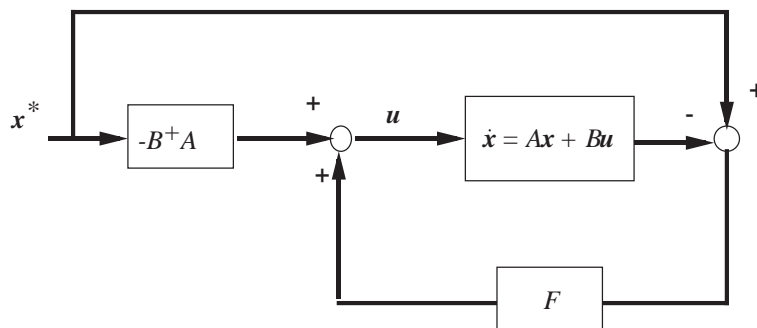 +
x*
+
-
-B⁺A
u
ẋ = Ax + Bu
+
F